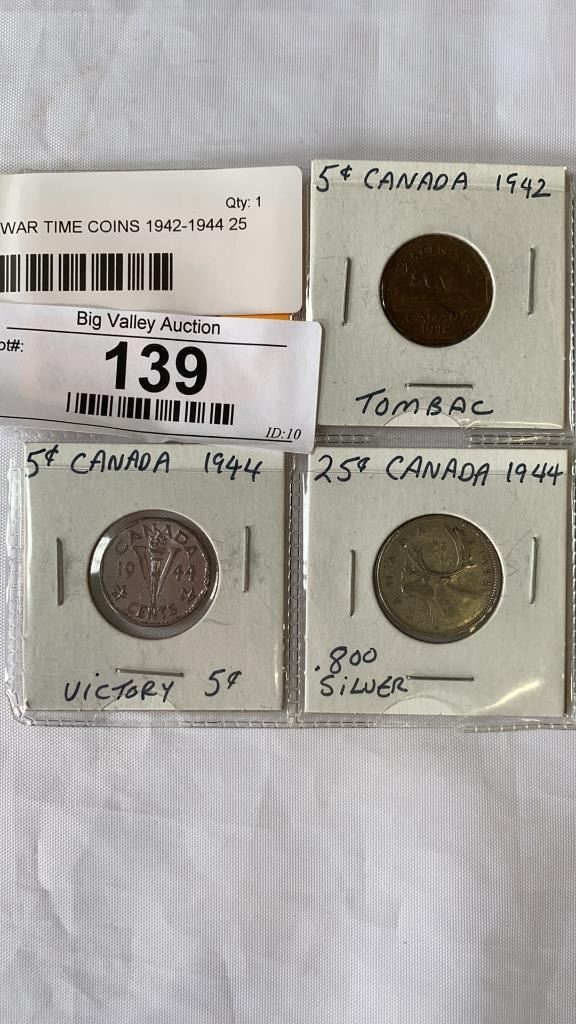 Qty: 1
WAR TIME COINS 1942-1944 25
Big Valley Auction
ot#:
139
ID:10
5¢ CANADA 1942
CANADA
1942
TOMBAC
5¢ CANADA 1944
CANADA
19 44
CENTS
VICTORY 5¢
25¢ CANADA 1944
.800
SILVER